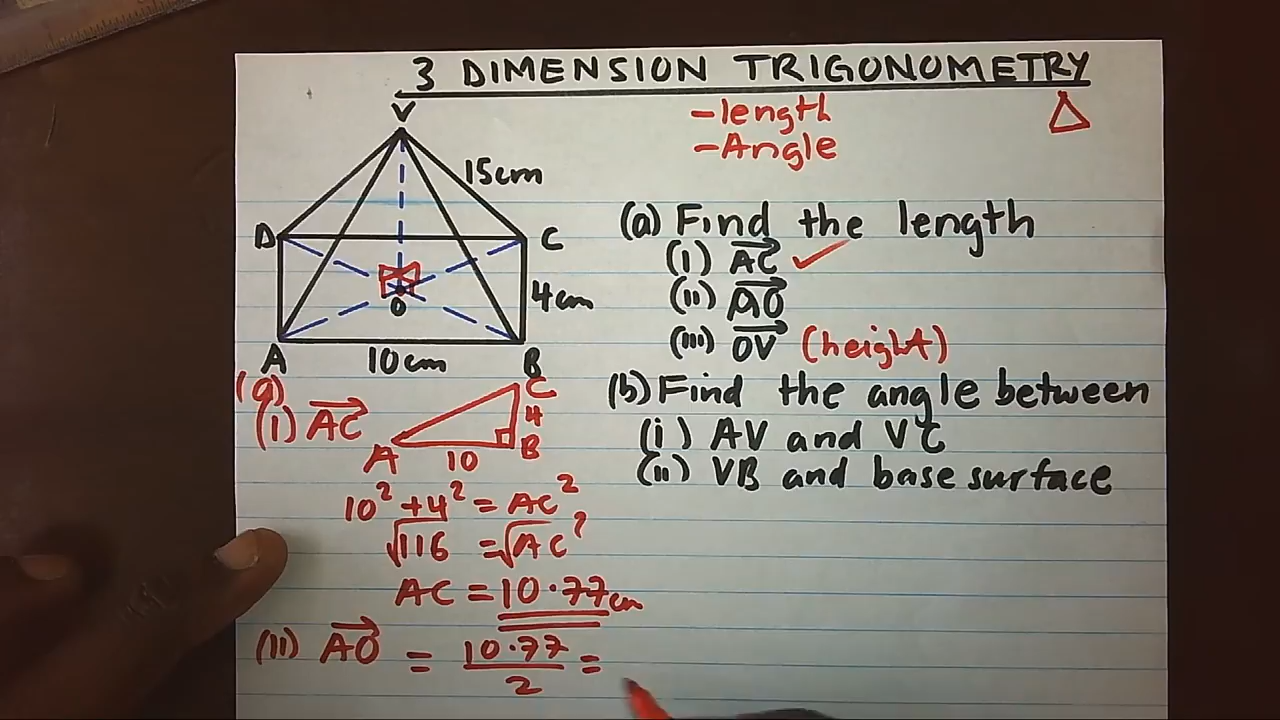 3 DIMENSION TRIGONOMETRY
-length
-Angle
V
15cm
D
C
4cm
O
A
10cm
B
(a) Find the length
(i) AC ✓
(ii) AO
(iii) OV (height)
(b) Find the angle between
(i) AV and VC
(ii) VB and base surface
(a)
(i) AC
C
4
A
10
B
10² + 4² = AC²
√116 = √AC²
AC = 10.77cm
(ii) AO = 10.77/2 =